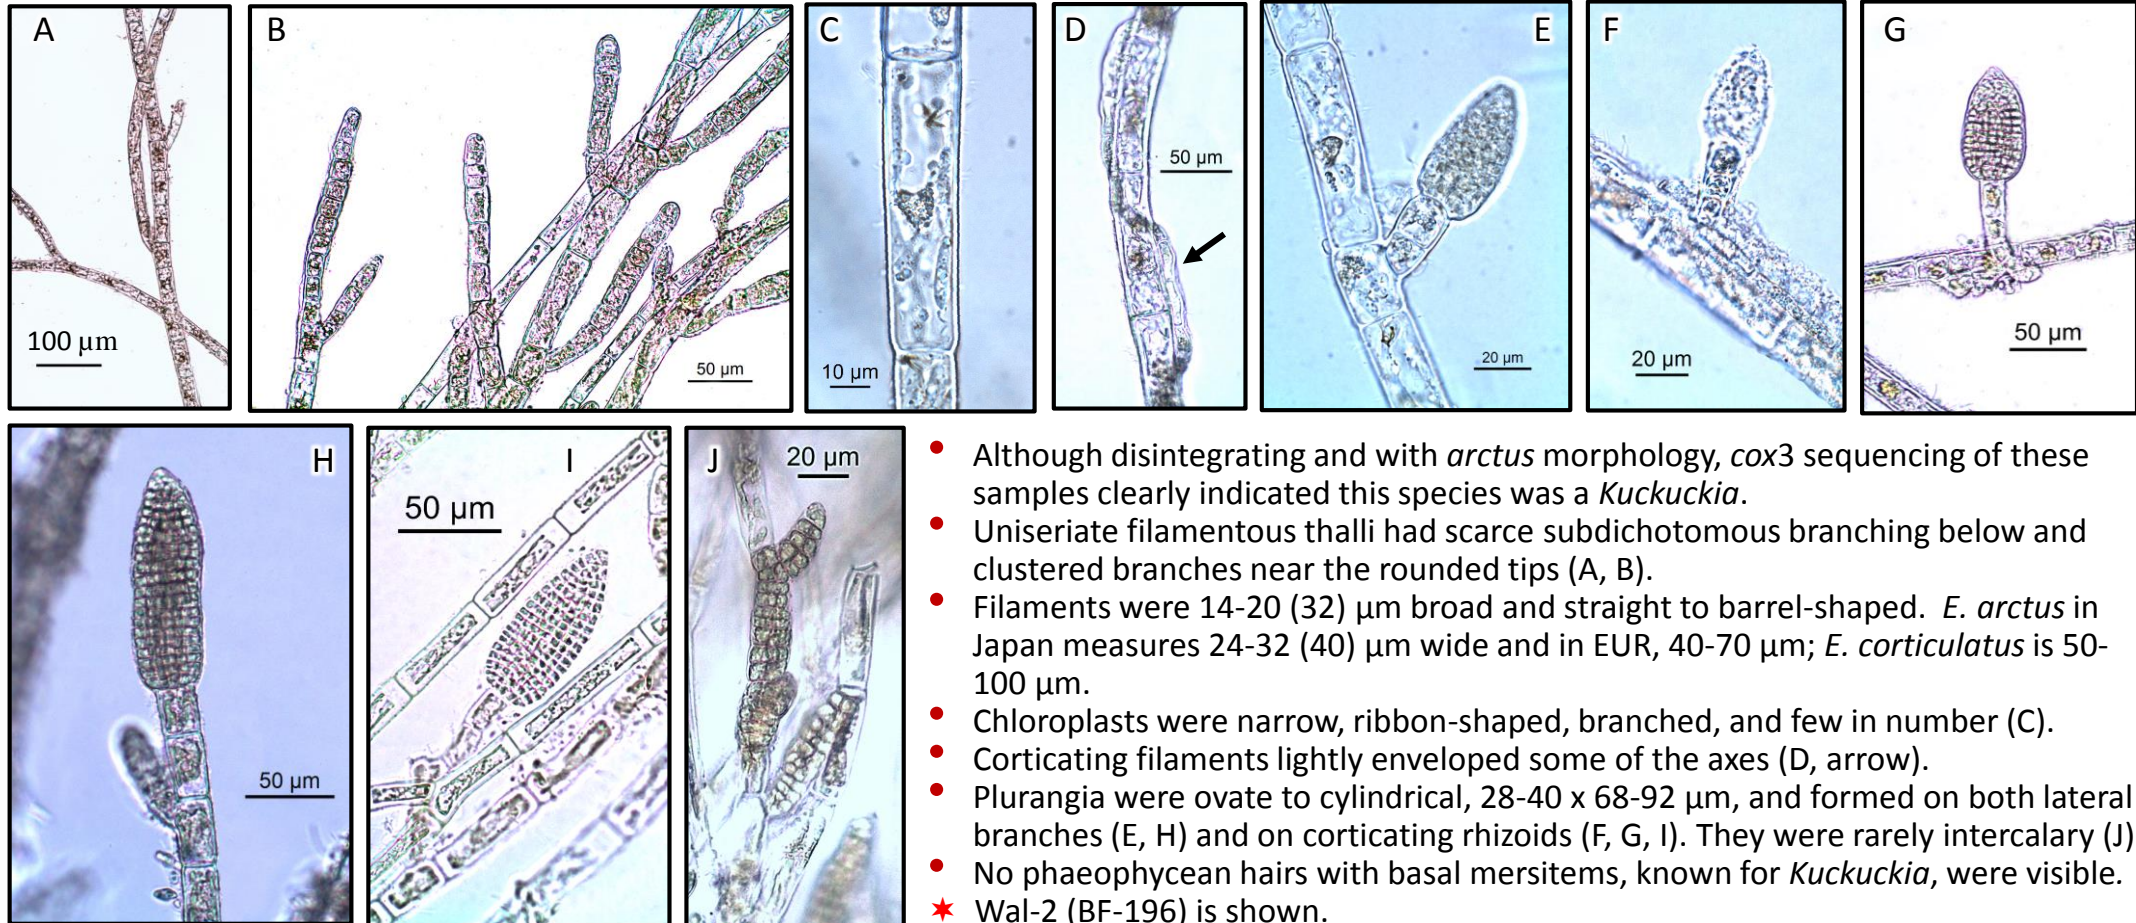 A
B
C
D
E
F
G
100 µm
50 µm
10 µm
50 µm
20 µm
20 µm
50 µm
H
I
J
50 µm
50 µm
20 µm
• Although disintegrating and with arctus morphology, cox3 sequencing of these
samples clearly indicated this species was a Kuckuckia.
• Uniseriate filamentous thalli had scarce subdichotomous branching below and
clustered branches near the rounded tips (A, B).
• Filaments were 14-20 (32) µm broad and straight to barrel-shaped. E. arctus in
Japan measures 24-32 (40) µm wide and in EUR, 40-70 µm; E. corticulatus is 50-
100 µm.
• Chloroplasts were narrow, ribbon-shaped, branched, and few in number (C).
• Corticating filaments lightly enveloped some of the axes (D, arrow).
• Plurangia were ovate to cylindrical, 28-40 x 68-92 µm, and formed on both lateral
branches (E, H) and on corticating rhizoids (F, G, I). They were rarely intercalary (J)
• No phaeophycean hairs with basal mersitems, known for Kuckuckia, were visible.
✶ Wal-2 (BF-196) is shown.